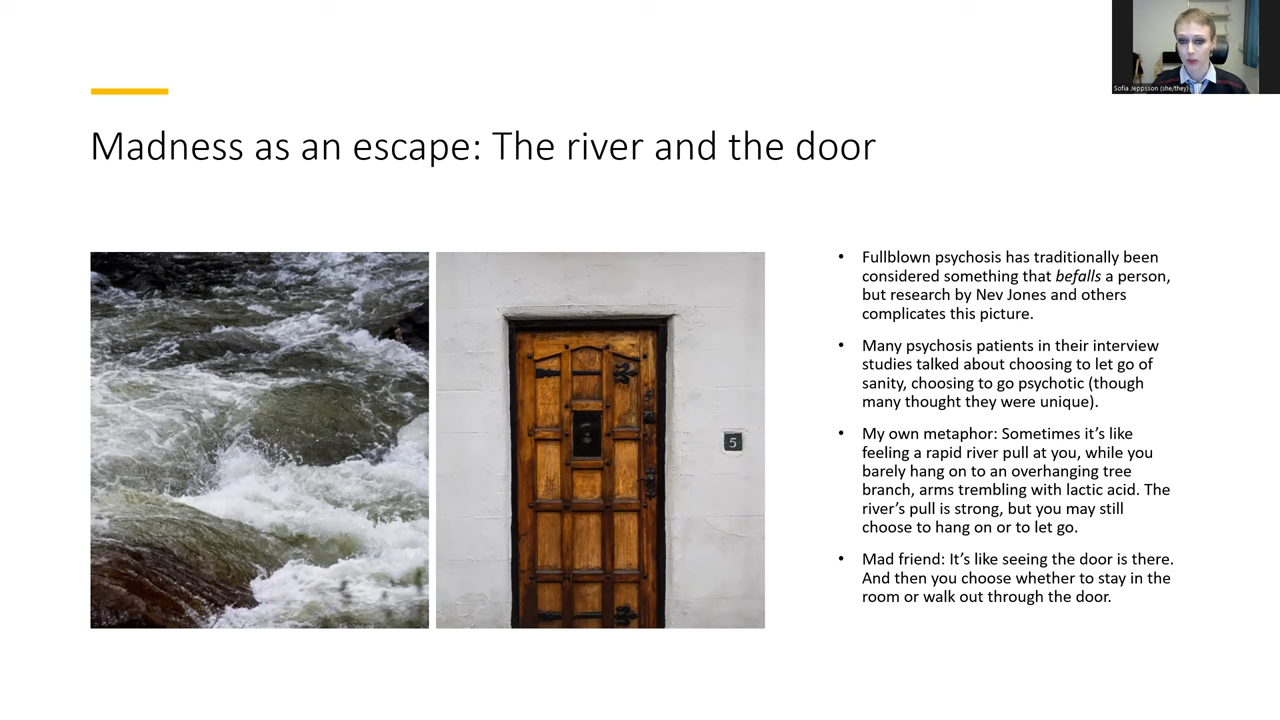 Sofia Jeppsson (she/they)
Madness as an escape: The river and the door
5
• Fullblown psychosis has traditionally been
considered something that befalls a person,
but research by Nev Jones and others
complicates this picture.
• Many psychosis patients in their interview
studies talked about choosing to let go of
sanity, choosing to go psychotic (though
many thought they were unique).
• My own metaphor: Sometimes it’s like
feeling a rapid river pull at you, while you
barely hang on to an overhanging tree
branch, arms trembling with lactic acid. The
river’s pull is strong, but you may still
choose to hang on or to let go.
• Mad friend: It’s like seeing the door is there.
And then you choose whether to stay in the
room or walk out through the door.